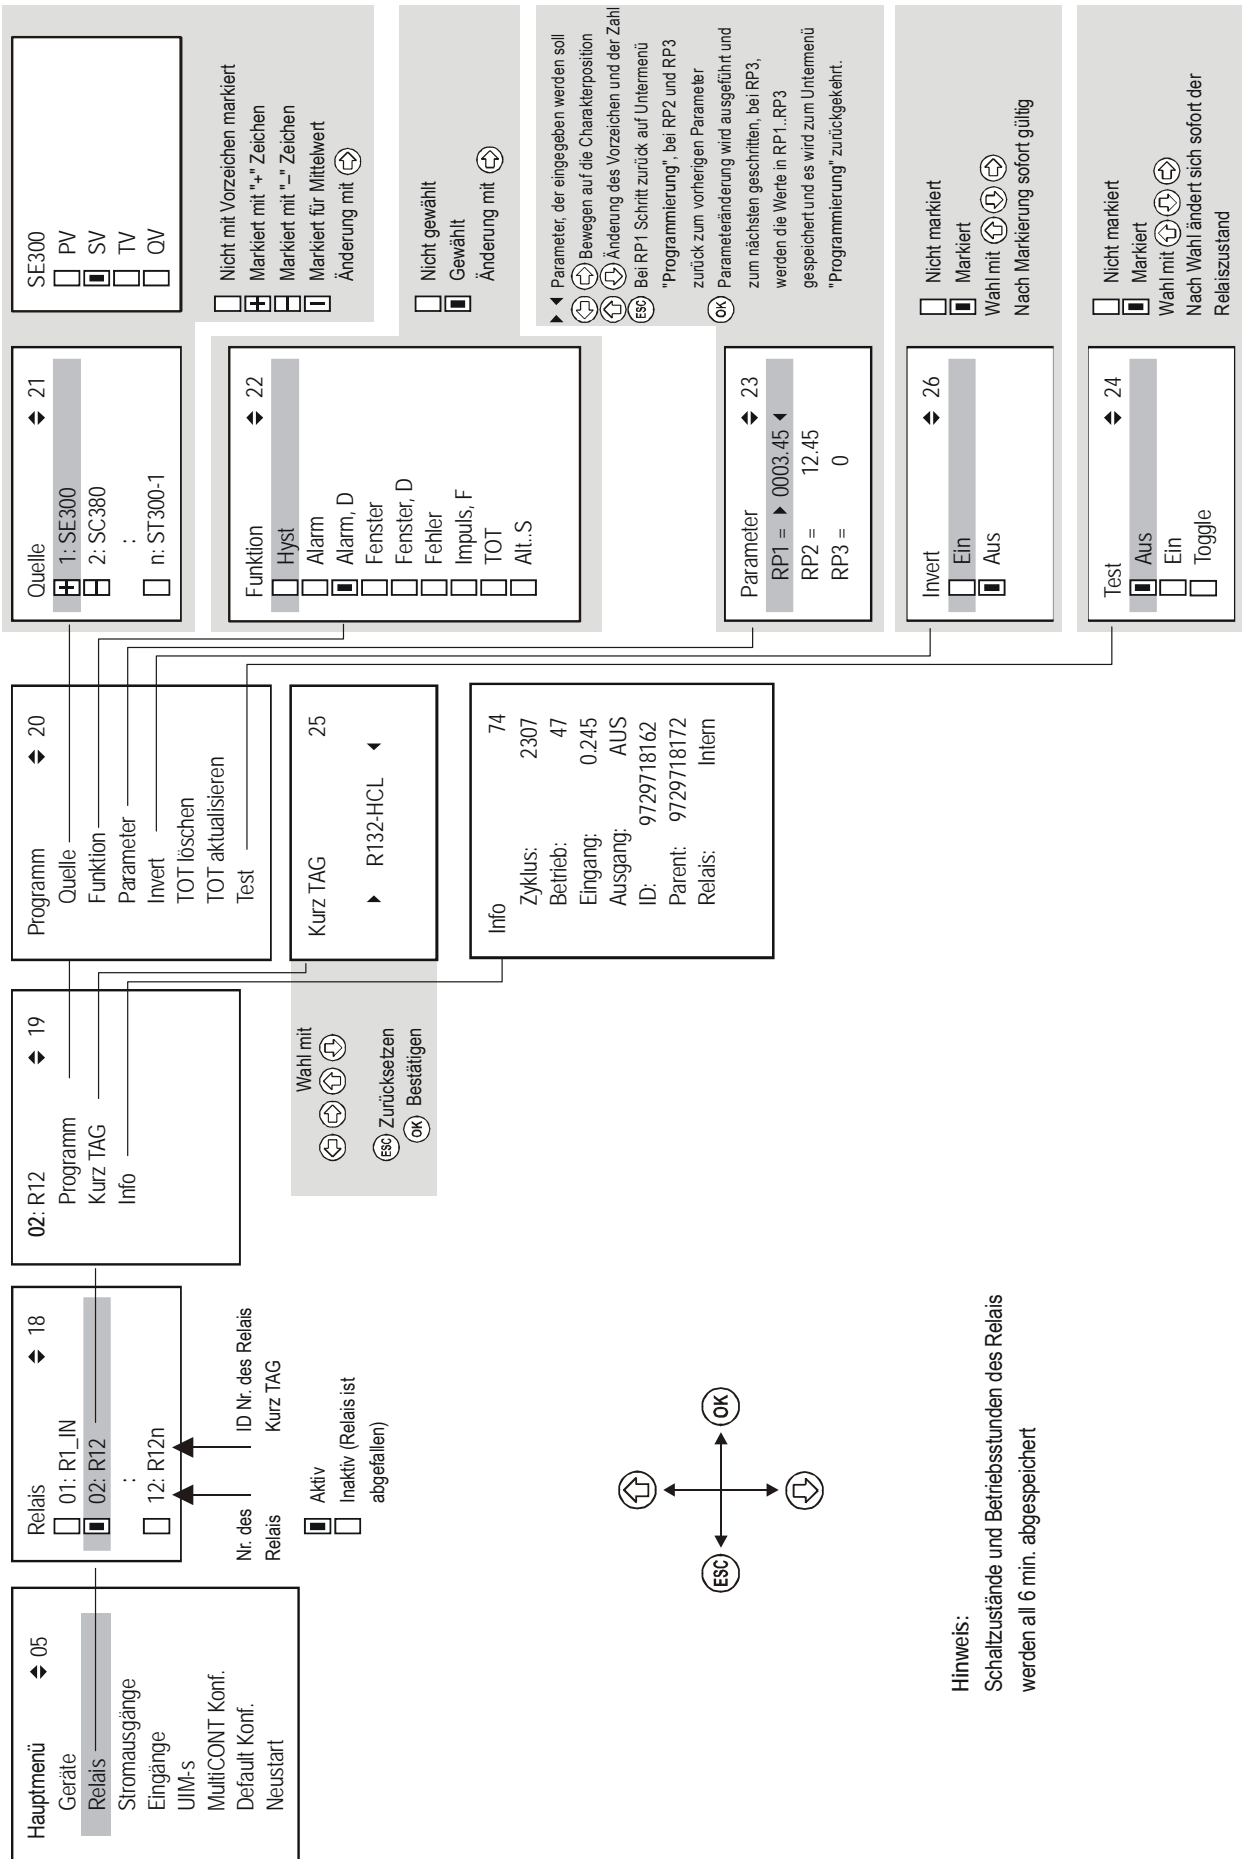 Hauptmenü 05
Geräte
Relais
Stromausgänge
Eingänge
UIM-s
MultiCONT Konf.
Default Konf.
Neustart
Relais 18
01: R1_IN
02: R12
:
12: R12n
Nr. des
Relais
ID Nr. des Relais
Kurz TAG
Aktiv
Inaktiv (Relais ist
abgefallen)
02: R12 19
Programm
Kurz TAG
Info
Wahl mit
ESC Zurücksetzen
OK Bestätigen
Programm 20
Quelle
Funktion
Parameter
Invert
TOT löschen
TOT aktualisieren
Test
Kurz TAG 25
R132-HCL
Info 74
Zyklus: 2307
Betrieb: 47
Eingang: 0.245
Ausgang: AUS
ID: 9729718162
Parent: 9729718172
Relais: Intern
Quelle 21
1: SE300
2: SC380
:
n: ST300-1
SE300
PV
SV
TV
QV
Nicht mit Vorzeichen markiert
Markiert mit "+" Zeichen
Markiert mit "–" Zeichen
Markiert für Mittelwert
Änderung mit
Funktion 22
Hyst
Alarm
Alarm, D
Fenster
Fenster, D
Fehler
Impuls, F
TOT
Alt..S
Nicht gewählt
Gewählt
Änderung mit
Parameter 23
RP1 = 0003.45
RP2 = 12.45
RP3 = 0
Parameter, der eingegeben werden soll
Bewegen auf die Charakterposition
Änderung des Vorzeichen und der Zahl
ESC Bei RP1 Schritt zurück auf Untermenü
"Programmierung", bei RP2 und RP3
zurück zum vorherigen Parameter
OK Parameteränderung wird ausgeführt und
zum nächsten geschritten, bei RP3,
werden die Werte in RP1..RP3
gespeichert und es wird zum Untermenü
"Programmierung" zurückgekehrt.
Invert 26
Ein
Aus
Nicht markiert
Markiert
Wahl mit
Nach Markierung sofort gültig
Test 24
Aus
Ein
Toggle
Nicht markiert
Markiert
Wahl mit
Nach Wahl ändert sich sofort der
Relaiszustand
ESC
OK
Hinweis:
Schaltzustände und Betriebsstunden des Relais
werden all 6 min. abgespeichert